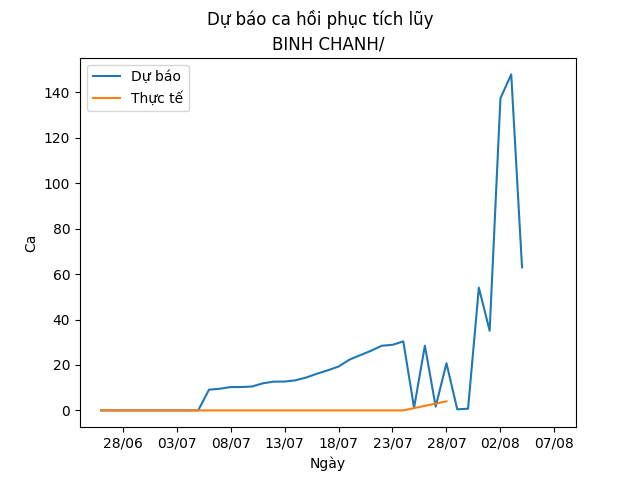 Dự báo ca hồi phục tích lũy
BINH CHANH/
Dự báo
Thực tế
140
120
100
80
60
40
20
0
Ca
28/06 03/07 08/07 13/07 18/07 23/07 28/07 02/08 07/08
Ngày